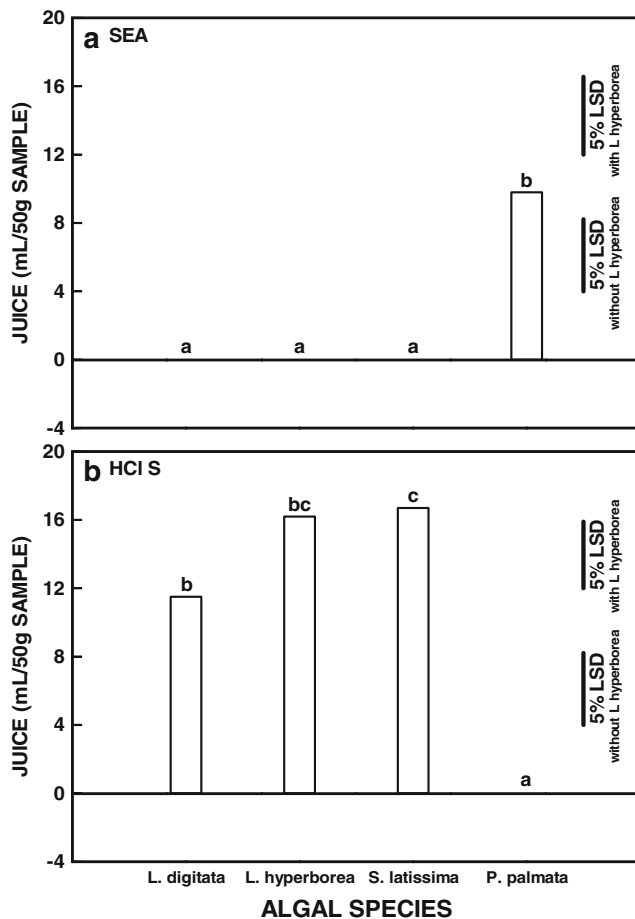 a SEA
JUICE (mL/50g SAMPLE)
20
16
12
8
4
0
-4
a
a
a
b
5% LSD
with L hyperborea
5% LSD
without L hyperborea
b HCl S
JUICE (mL/50g SAMPLE)
20
16
12
8
4
0
-4
b
bc
c
a
5% LSD
with L hyperborea
5% LSD
without L hyperborea
L. digitata L. hyperborea S. latissima P. palmata
ALGAL SPECIES